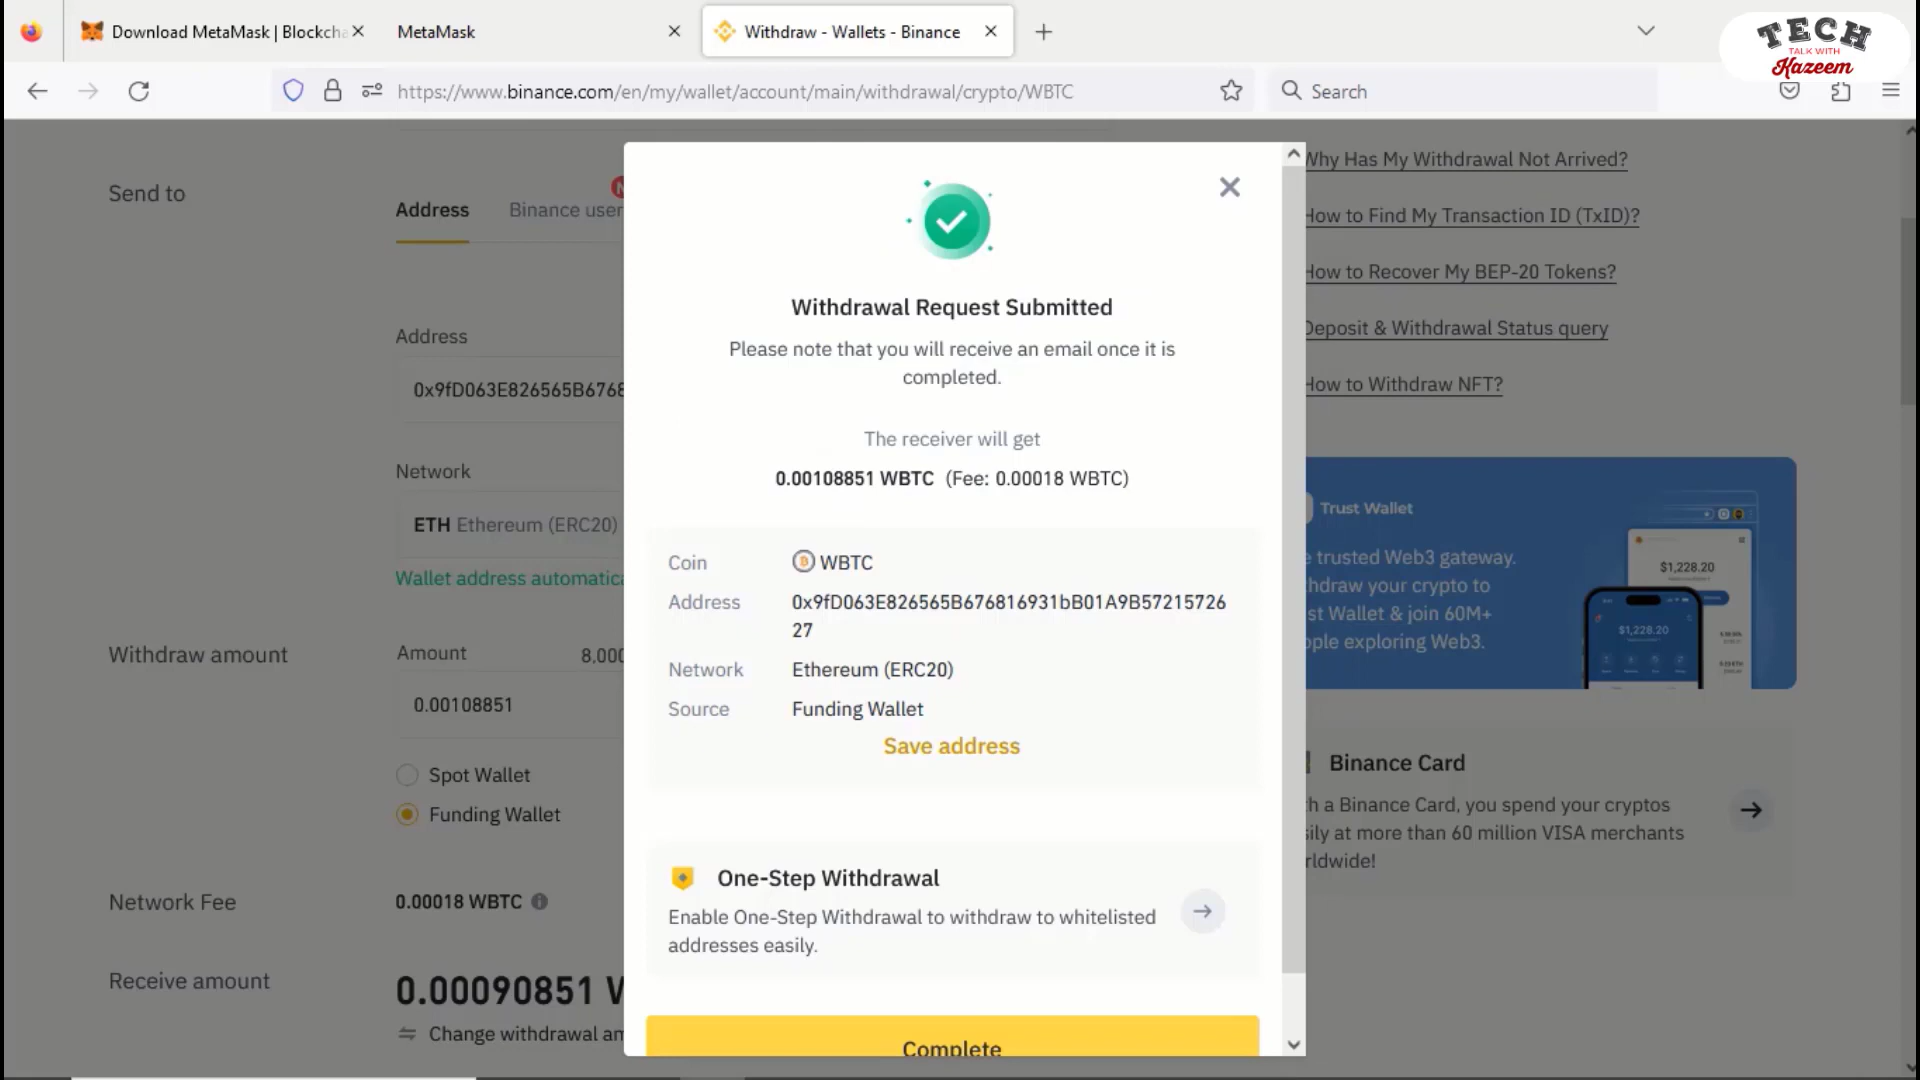 Download MetaMask | Blockcha
MetaMask
Withdraw - Wallets - Binance
TECH
TALK WITH
Kazeem
https://www.binance.com/en/my/wallet/account/main/withdrawal/crypto/WBTC
Search
Send to
Address
Binance user
Address
0x9fD063E826565B6768
Network
ETH Ethereum (ERC20)
Wallet address automatica
Withdraw amount
Amount
8.000
0.00108851
Spot Wallet
Funding Wallet
Network Fee
0.00018 WBTC
Receive amount
0.00090851 W
Change withdrawal am
Withdrawal Request Submitted
Please note that you will receive an email once it is
completed.
The receiver will get
0.00108851 WBTC (Fee: 0.00018 WBTC)
Coin
WBTC
Address
0x9fD063E826565B676816931bB01A9B57215726
27
Network
Ethereum (ERC20)
Source
Funding Wallet
Save address
One-Step Withdrawal
Enable One-Step Withdrawal to withdraw to whitelisted
addresses easily.
Complete
Why Has My Withdrawal Not Arrived?
How to Find My Transaction ID (TxID)?
How to Recover My BEP-20 Tokens?
Deposit & Withdrawal Status query
How to Withdraw NFT?
Trust Wallet
trusted Web3 gateway.
hdraw your crypto to
st Wallet & join 60M+
ple exploring Web3.
$1,228.20
$1,228.20
Binance Card
h a Binance Card, you spend your cryptos
sily at more than 60 million VISA merchants
rldwide!